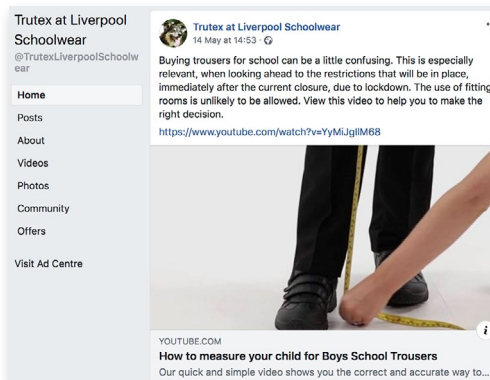 Trutex at Liverpool
Schoolwear
@TrutexLiverpoolSchoolw
ear
Home
Posts
About
Videos
Photos
Community
Offers
Visit Ad Centre
Trutex at Liverpool Schoolwear
14 May at 14:53 ·
Buying trousers for school can be a little confusing. This is especially
relevant, when looking ahead to the restrictions that will be in place,
immediately after the current closure, due to lockdown. The use of fitting
rooms is unlikely to be allowed. View this video to help you to make the
right decision.
https://www.youtube.com/watch?v=YyMiJgIlM68
i
YOUTUBE.COM
How to measure your child for Boys School Trousers
Our quick and simple video shows you the correct and accurate way to...